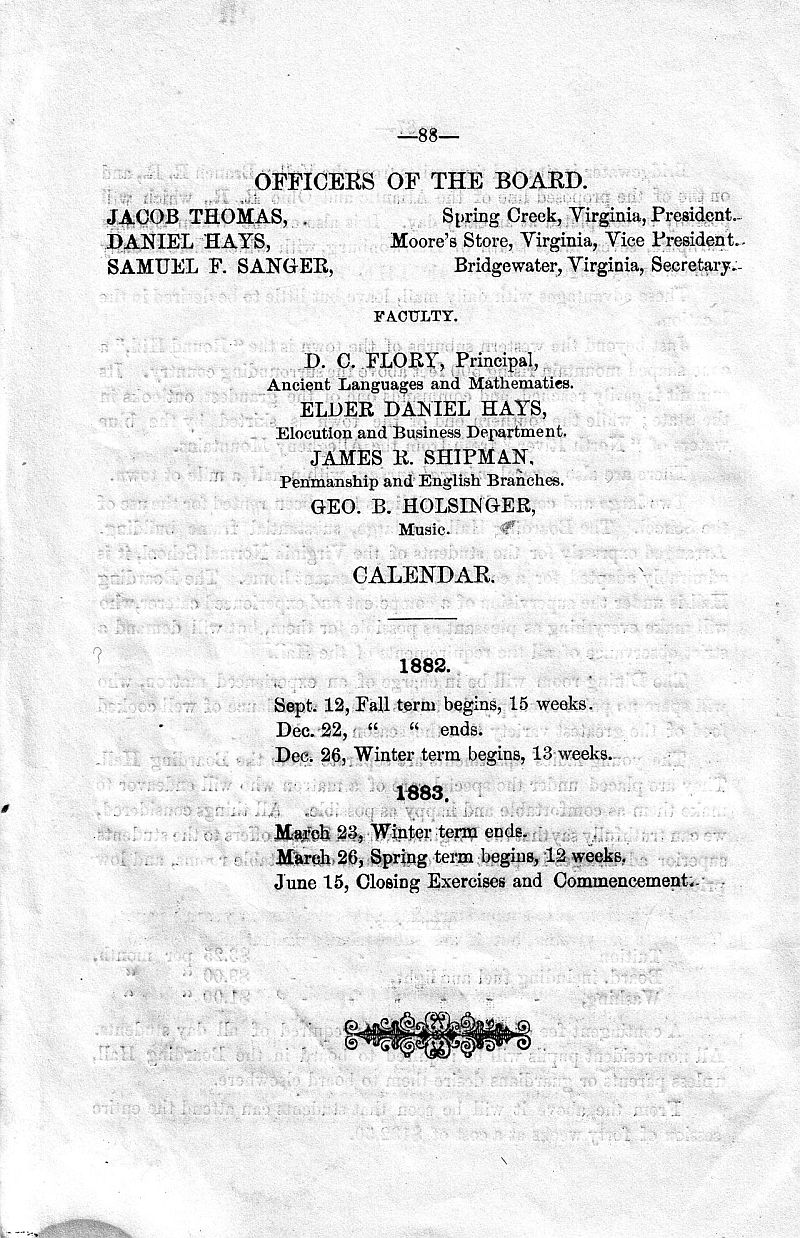 —88—
OFFICERS OF THE BOARD.
JACOB THOMAS, Spring Creek, Virginia, President.
DANIEL HAYS, Moore's Store, Virginia, Vice President.
SAMUEL F. SANGER, Bridgewater, Virginia, Secretary.
FACULTY.
D. C. FLORY, Principal,
Ancient Languages and Mathematics.
ELDER DANIEL HAYS,
Elocution and Business Department.
JAMES R. SHIPMAN,
Penmanship and English Branches.
GEO. B. HOLSINGER,
Music.
CALENDAR.
1882.
Sept. 12, Fall term begins, 15 weeks.
Dec. 22, “ “ ends.
Dec. 26, Winter term begins, 13 weeks.
1883.
March 23, Winter term ends.
March 26, Spring term begins, 12 weeks.
June 15, Closing Exercises and Commencement.